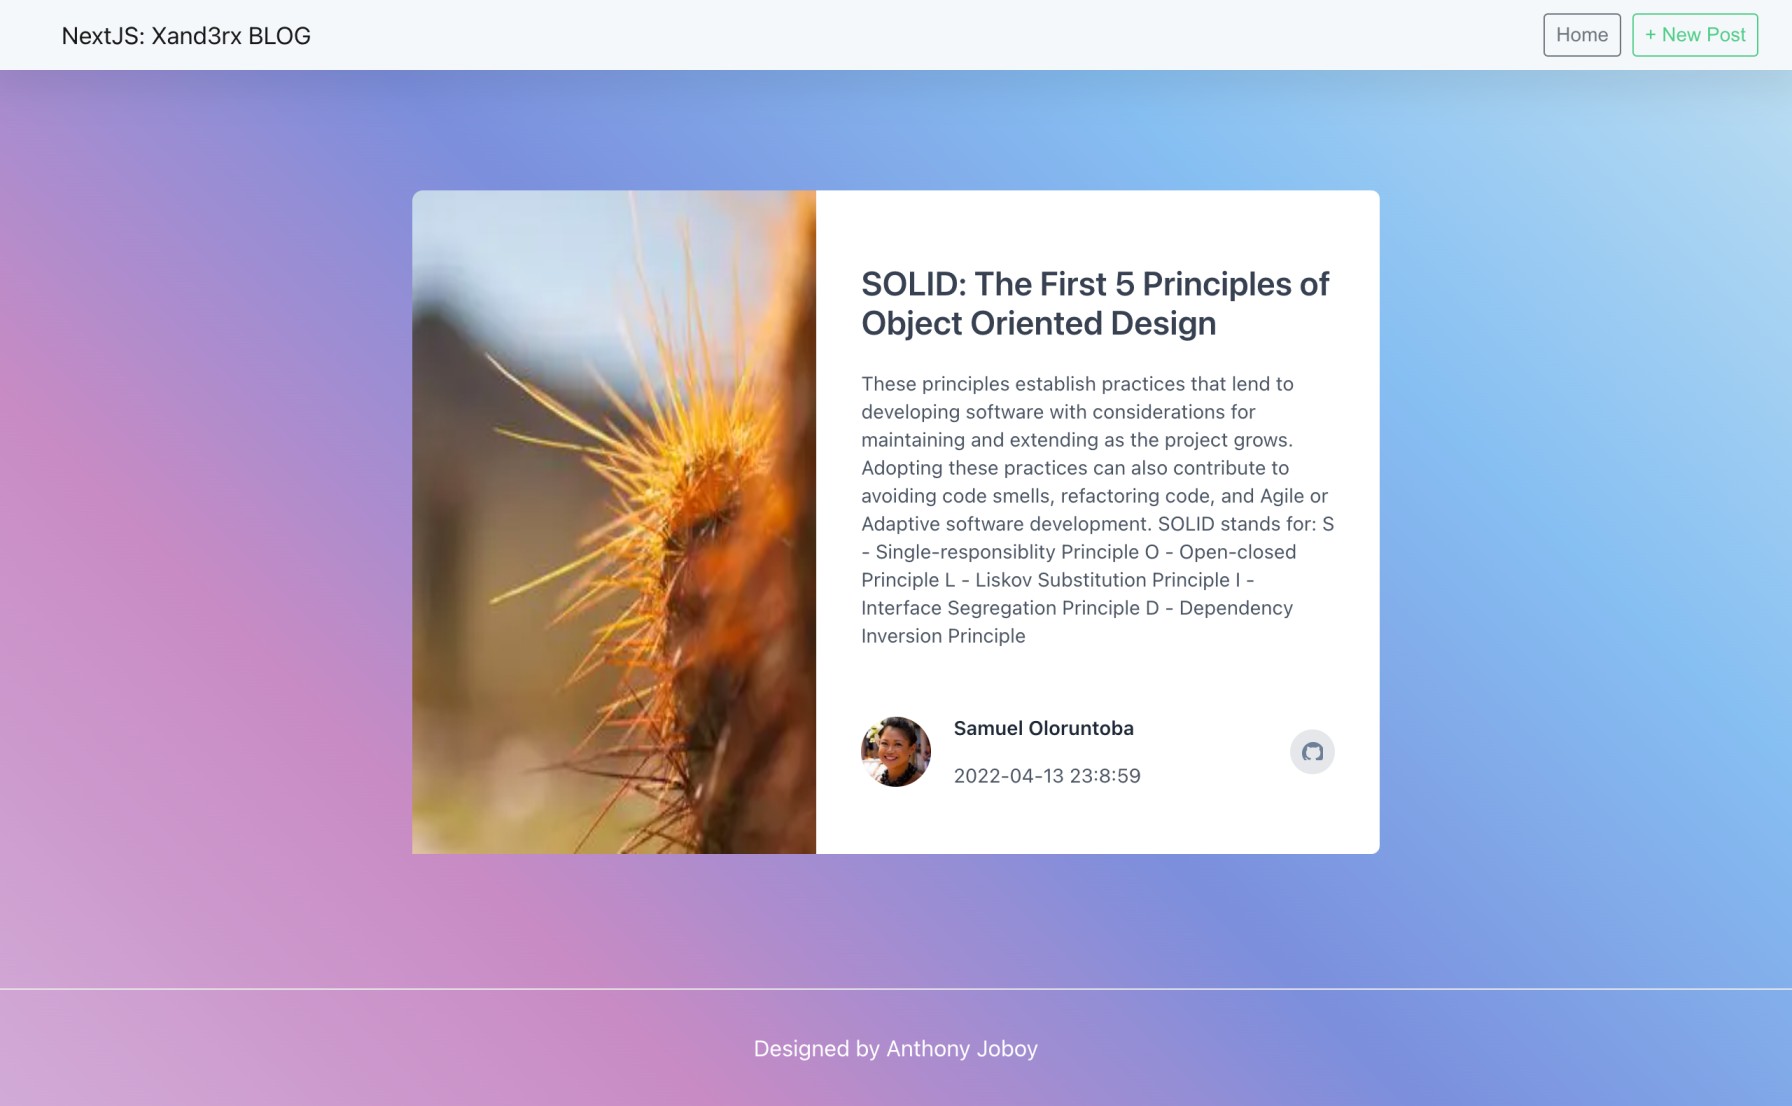 NextJS: Xand3rx BLOG
Home
+ New Post
SOLID: The First 5 Principles of
Object Oriented Design
These principles establish practices that lend to
developing software with considerations for
maintaining and extending as the project grows.
Adopting these practices can also contribute to
avoiding code smells, refactoring code, and Agile or
Adaptive software development. SOLID stands for: S
- Single-responsiblity Principle O - Open-closed
Principle L - Liskov Substitution Principle I -
Interface Segregation Principle D - Dependency
Inversion Principle
Samuel Oloruntoba
2022-04-13 23:8:59
Designed by Anthony Joboy